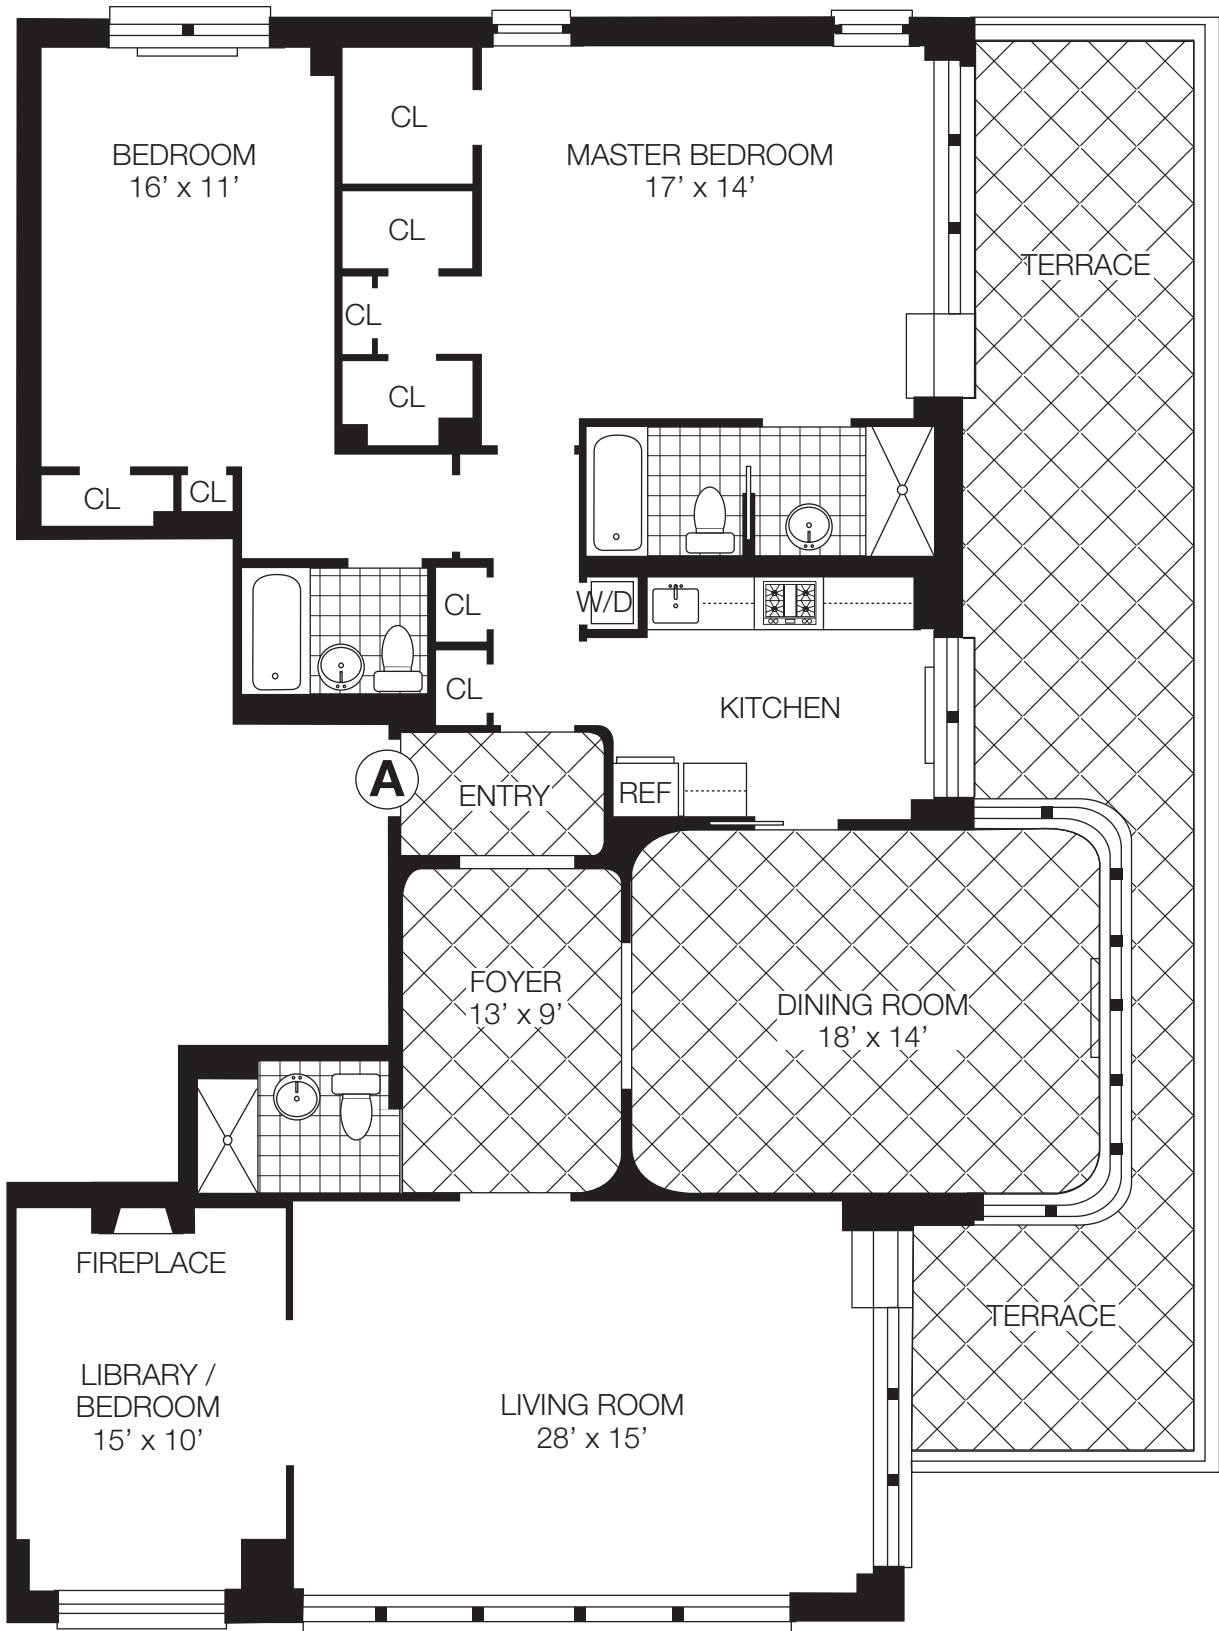 CL
BEDROOM
16’ x 11’
MASTER BEDROOM
17’ x 14’
CL
TERRACE
CL
CL
CL
CL
CL
W/D
CL
KITCHEN
A
ENTRY
REF
FOYER
13’ x 9’
DINING ROOM
18’ x 14’
FIREPLACE
TERRACE
LIBRARY /
BEDROOM
15’ x 10’
LIVING ROOM
28’ x 15’